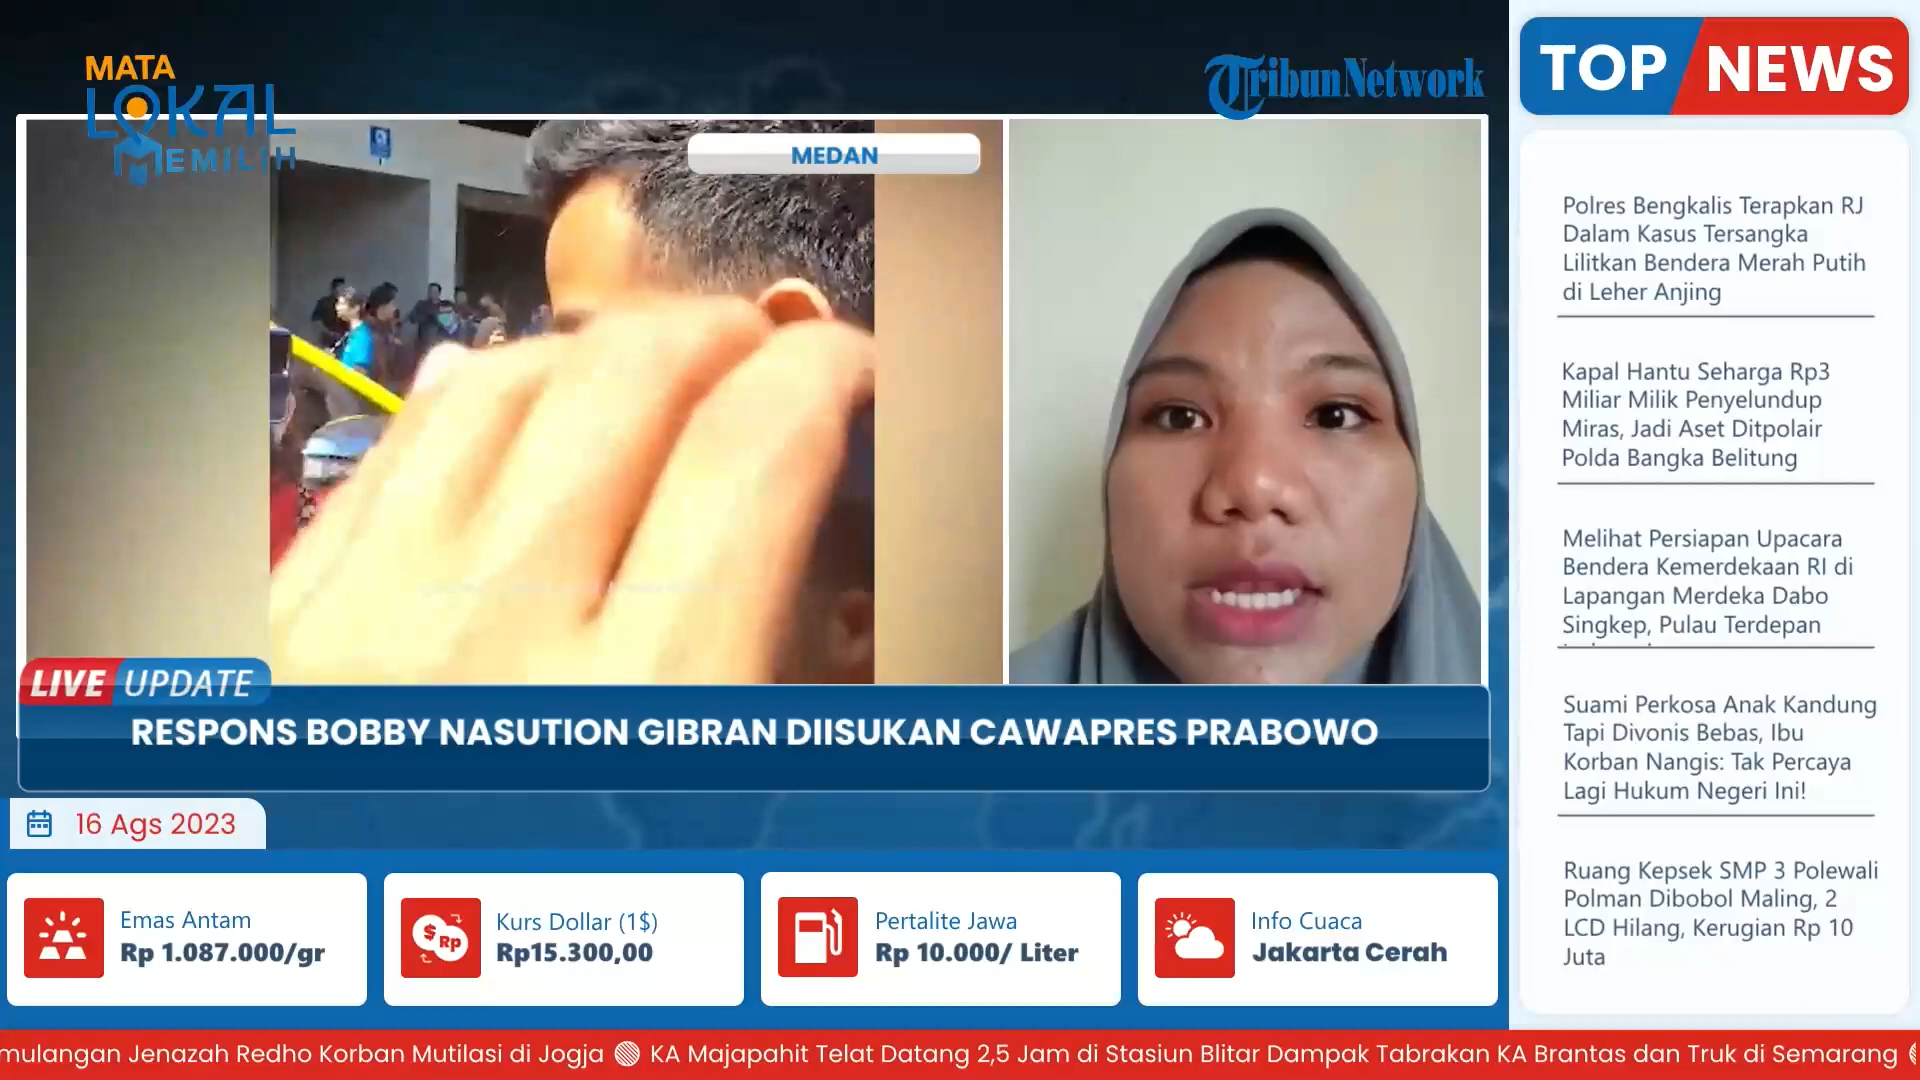 MATA
LOKAL
MEMILIH
TribunNetwork
MEDAN
LIVE UPDATE
RESPONS BOBBY NASUTION GIBRAN DIISUKAN CAWAPRES PRABOWO
16 Ags 2023
Emas Antam
Rp 1.087.000/gr
Kurs Dollar (1$)
Rp15.300,00
Pertalite Jawa
Rp 10.000/ Liter
Info Cuaca
Jakarta Cerah
TOP NEWS
Polres Bengkalis Terapkan RJ
Dalam Kasus Tersangka
Lilitkan Bendera Merah Putih
di Leher Anjing
Kapal Hantu Seharga Rp3
Miliar Milik Penyelundup
Miras, Jadi Aset Ditpolair
Polda Bangka Belitung
Melihat Persiapan Upacara
Bendera Kemerdekaan RI di
Lapangan Merdeka Dabo
Singkep, Pulau Terdepan
Suami Perkosa Anak Kandung
Tapi Divonis Bebas, Ibu
Korban Nangis: Tak Percaya
Lagi Hukum Negeri Ini!
Ruang Kepsek SMP 3 Polewali
Polman Dibobol Maling, 2
LCD Hilang, Kerugian Rp 10
Juta
mulangan Jenazah Redho Korban Mutilasi di Jogja KA Majapahit Telat Datang 2,5 Jam di Stasiun Blitar Dampak Tabrakan KA Brantas dan Truk di Semarang